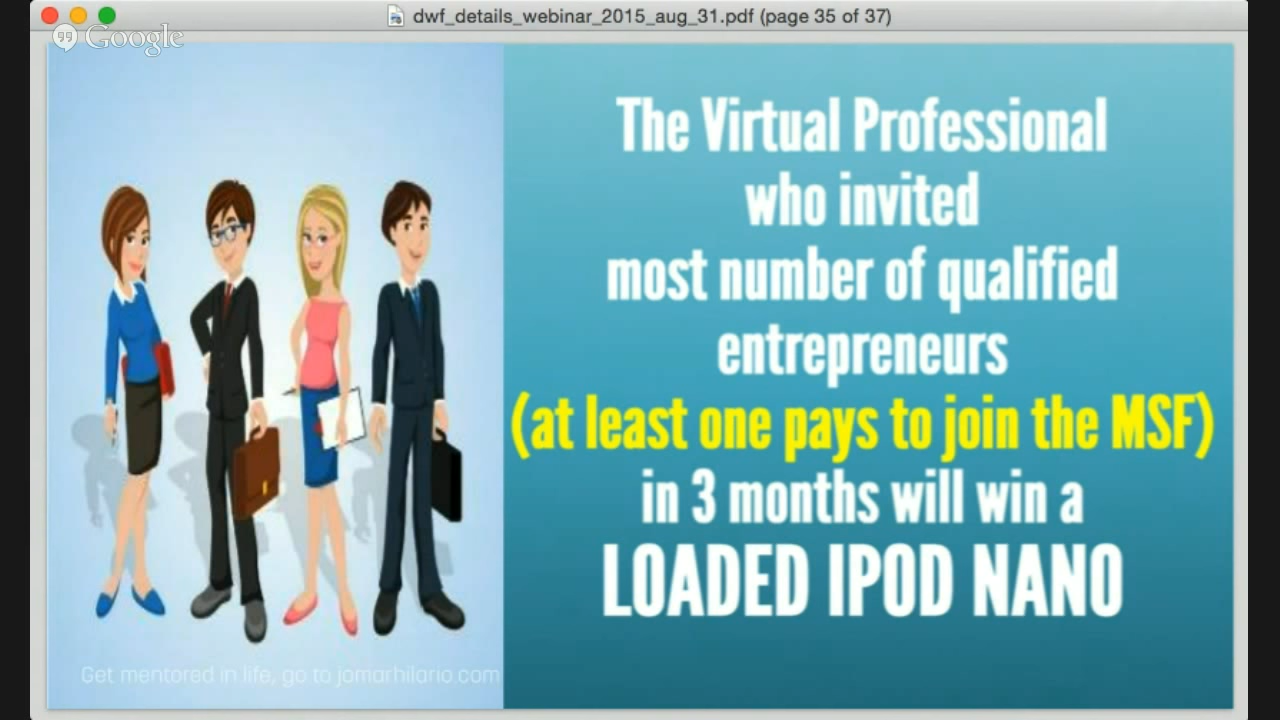 dwf_details_webinar_2015_aug_31.pdf (page 35 of 37)
Google
The Virtual Professional
who invited
most number of qualified
entrepreneurs
(at least one pays to join the MSF)
in 3 months will win a
LOADED IPOD NANO
Get mentored in life, go to jomarhilario.com